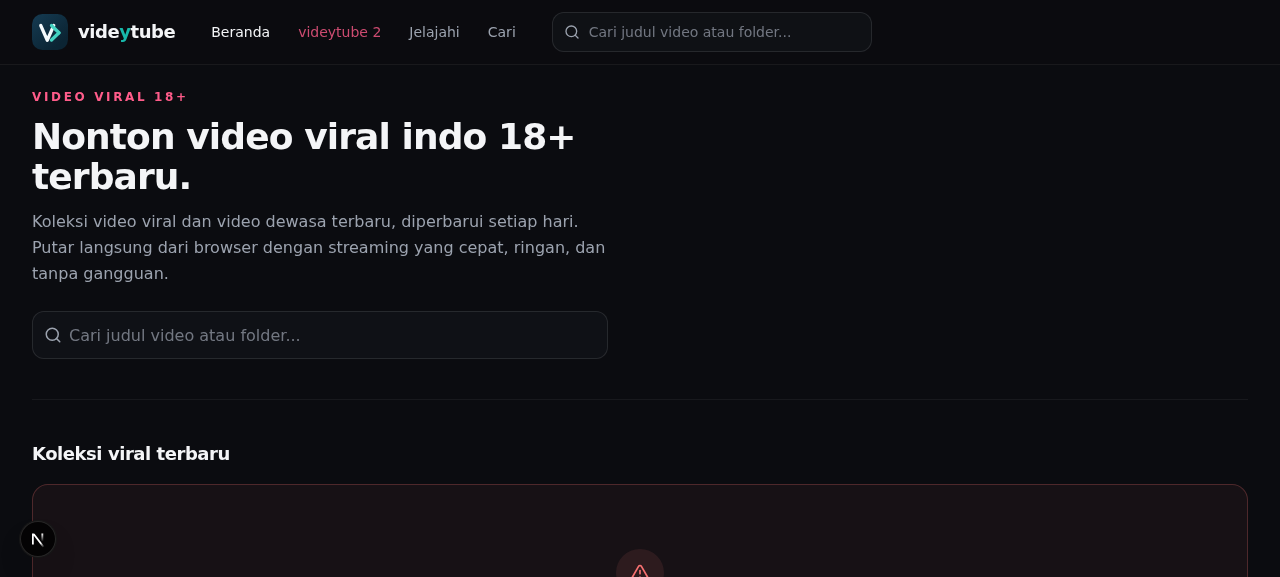 videytube
Beranda
videytube 2
Jelajahi
Cari
Cari judul video atau folder...
VIDEO VIRAL 18+
Nonton video viral indo 18+
terbaru.
Koleksi video viral dan video dewasa terbaru, diperbarui setiap hari.
Putar langsung dari browser dengan streaming yang cepat, ringan, dan
tanpa gangguan.
Cari judul video atau folder...
Koleksi viral terbaru